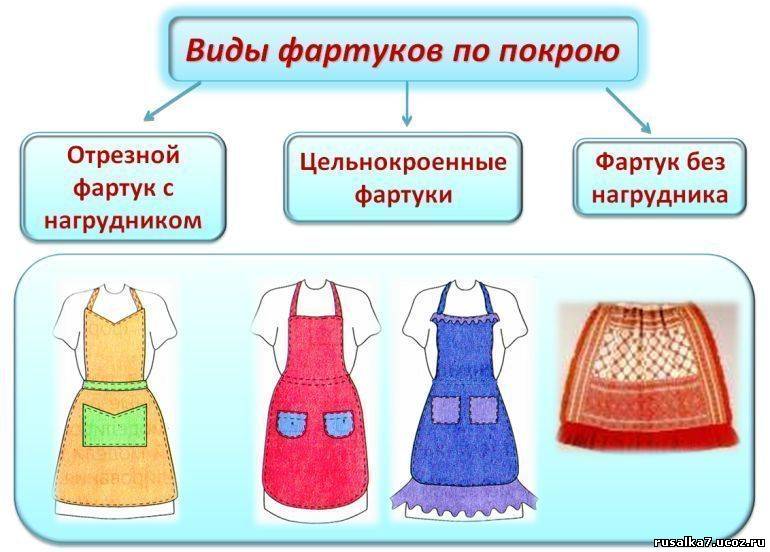 Виды фартуков по покрою
Отрезной
фартук с
нагрудником
Цельнокроенные
фартуки
Фартук без
нагрудника
rusalka7.ucoz.ru